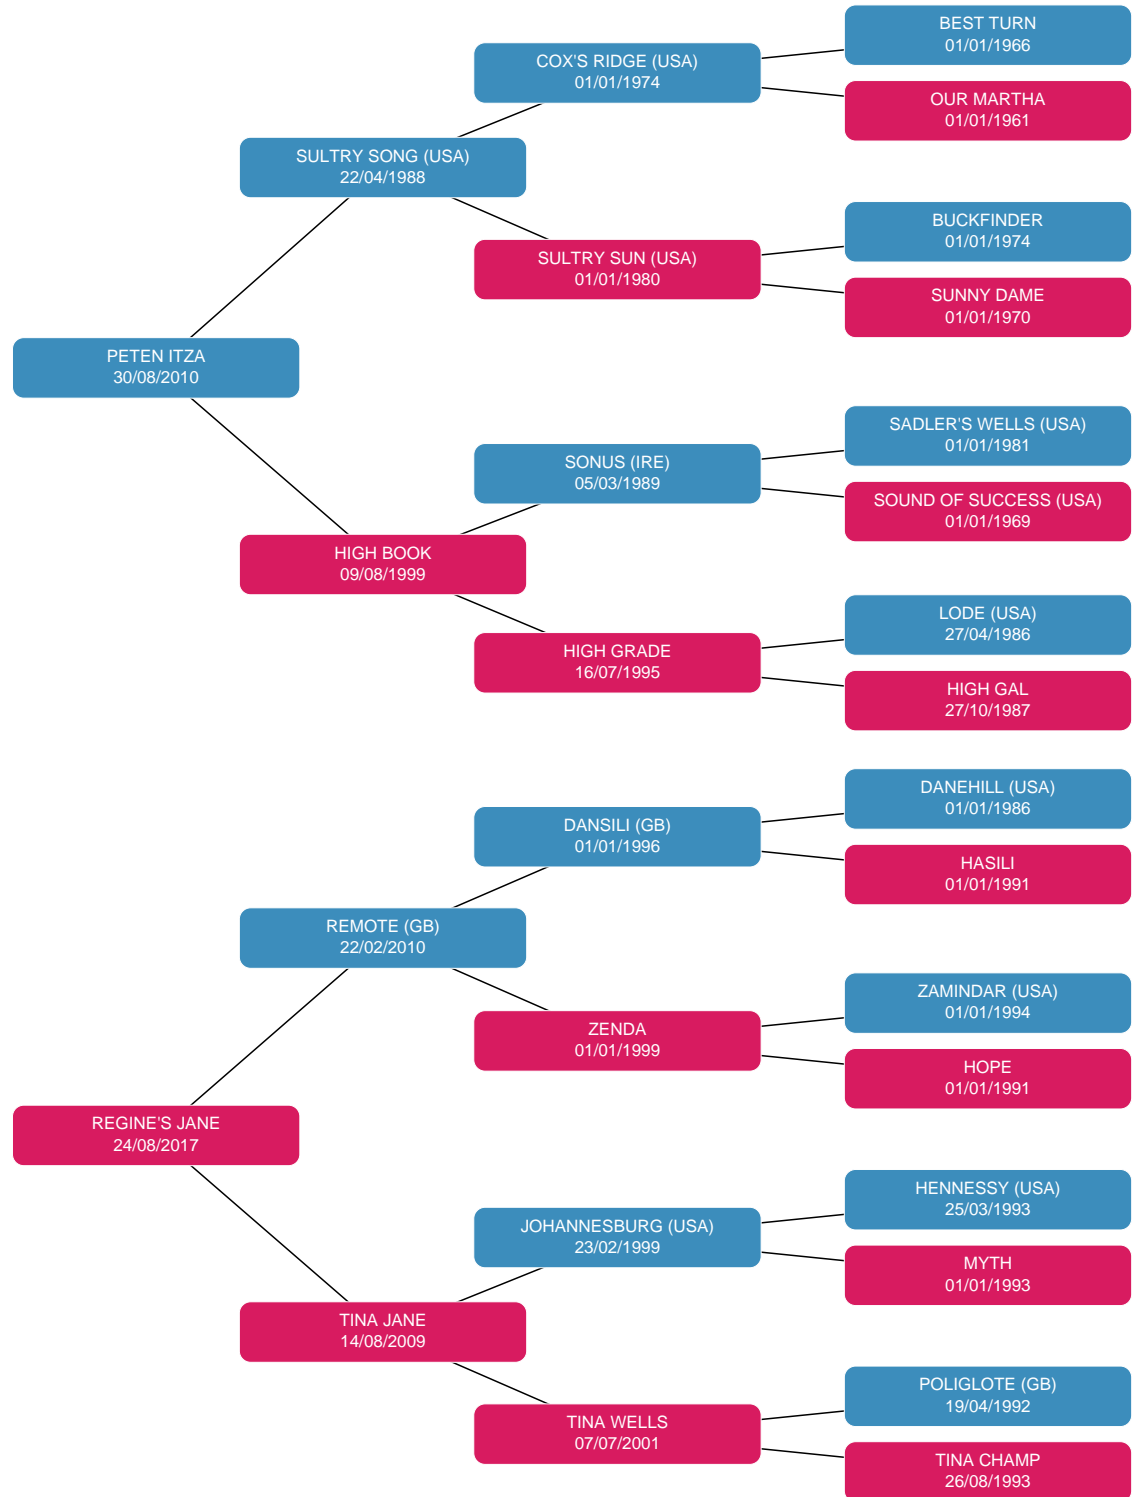 BEST TURN
01/01/1966
COX'S RIDGE (USA)
01/01/1974
OUR MARTHA
01/01/1961
SULTRY SONG (USA)
22/04/1988
BUCKFINDER
01/01/1974
SULTRY SUN (USA)
01/01/1980
SUNNY DAME
01/01/1970
PETEN ITZA
30/08/2010
SADLER'S WELLS (USA)
01/01/1981
SONUS (IRE)
05/03/1989
SOUND OF SUCCESS (USA)
01/01/1969
HIGH BOOK
09/08/1999
LODE (USA)
27/04/1986
HIGH GRADE
16/07/1995
HIGH GAL
27/10/1987
DANEHILL (USA)
01/01/1986
DANSILI (GB)
01/01/1996
HASILI
01/01/1991
REMOTE (GB)
22/02/2010
ZAMINDAR (USA)
01/01/1994
ZENDA
01/01/1999
HOPE
01/01/1991
REGINE'S JANE
24/08/2017
HENNESSY (USA)
25/03/1993
JOHANNESBURG (USA)
23/02/1999
MYTH
01/01/1993
TINA JANE
14/08/2009
POLIGLOTE (GB)
19/04/1992
TINA WELLS
07/07/2001
TINA CHAMP
26/08/1993